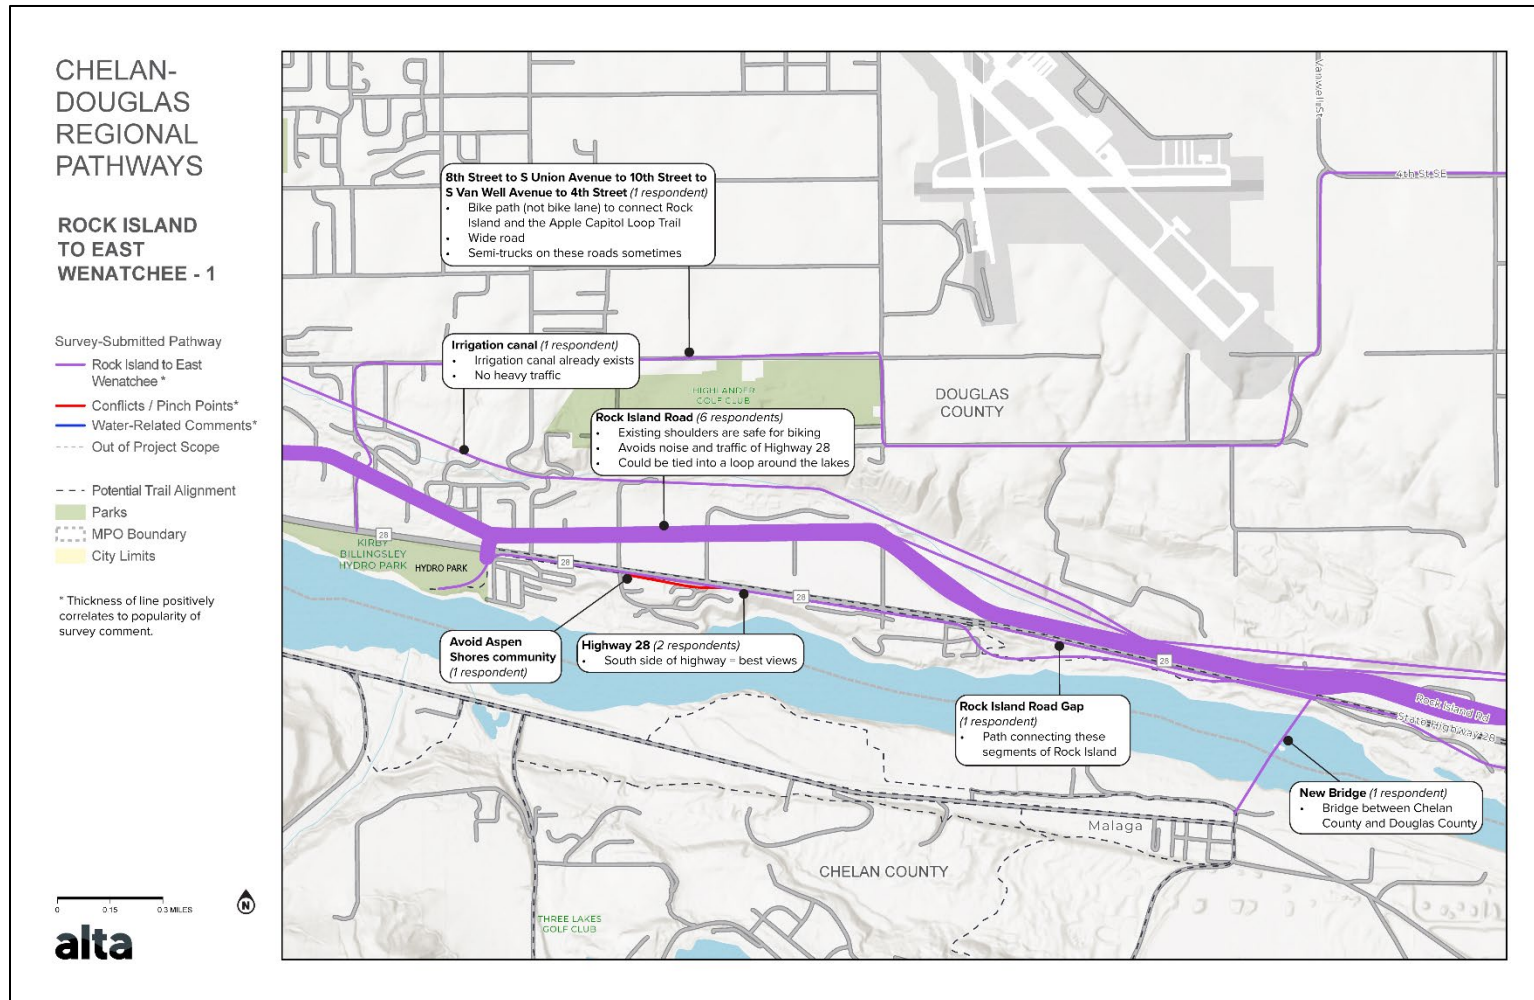 CHELAN-
DOUGLAS
REGIONAL
PATHWAYS
ROCK ISLAND
TO EAST
WENATCHEE - 1
Survey-Submitted Pathway
Rock Island to East
Wenatchee *
Conflicts / Pinch Points*
Water-Related Comments*
Out of Project Scope
Potential Trail Alignment
Parks
MPO Boundary
City Limits
* Thickness of line positively
correlates to popularity of
survey comment.
0 0.15 0.3 MILES
N
alta
8th Street to S Union Avenue to 10th Street to
S Van Well Avenue to 4th Street (1 respondent)
• Bike path (not bike lane) to connect Rock
Island and the Apple Capitol Loop Trail
• Wide road
• Semi-trucks on these roads sometimes
Vanwell St
4th St SE
Irrigation canal (1 respondent)
• Irrigation canal already exists
• No heavy traffic
HIGHLANDER
GOLF CLUB
DOUGLAS
COUNTY
Rock Island Road (6 respondents)
• Existing shoulders are safe for biking
• Avoids noise and traffic of Highway 28
• Could be tied into a loop around the lakes
28
KIRBY
BILLINGSLEY
HYDRO PARK
HYDRO PARK
28
28
Avoid Aspen
Shores community
(1 respondent)
Highway 28 (2 respondents)
• South side of highway = best views
28
Rock Island Road Gap
(1 respondent)
• Path connecting these
segments of Rock Island
Rock Island Rd
State Highway 28
New Bridge (1 respondent)
• Bridge between Chelan
County and Douglas County
Malaga
CHELAN COUNTY
THREE LAKES
GOLF CLUB